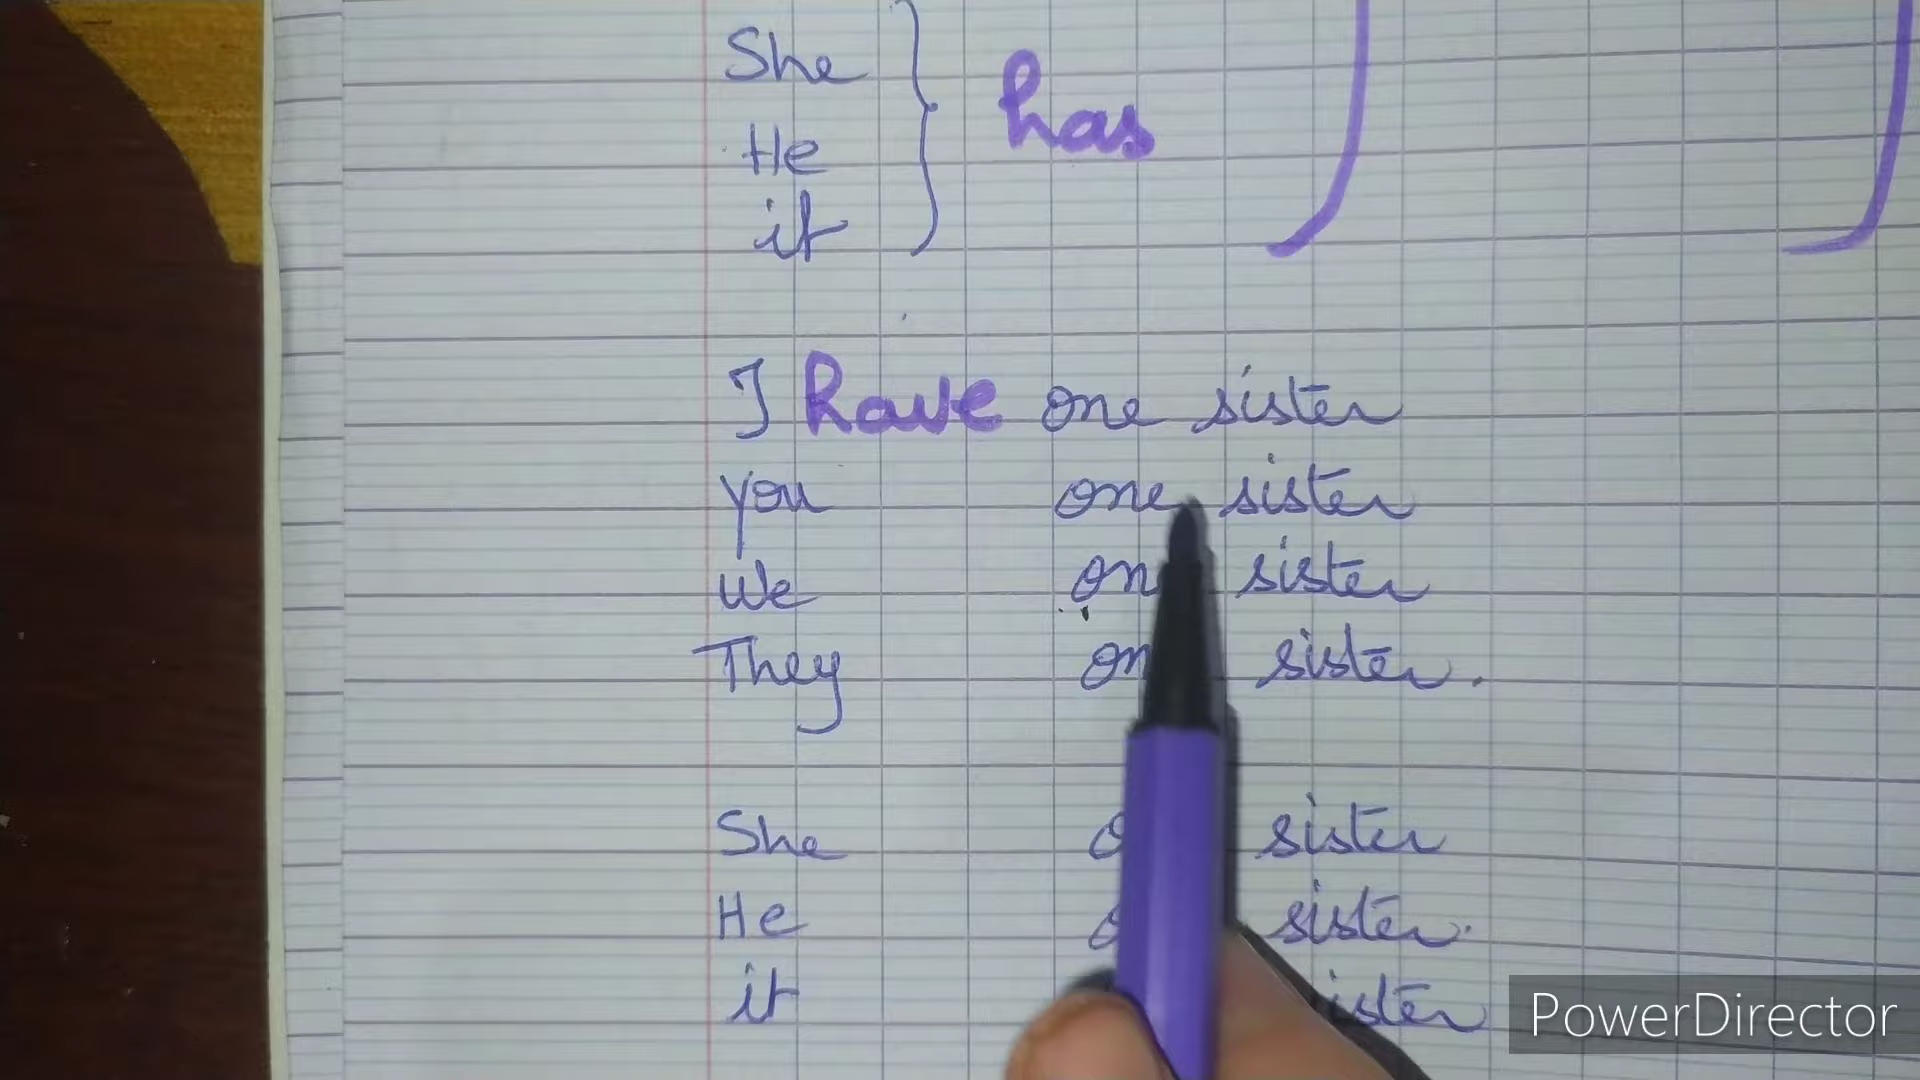 She
He
it
has
I have one sister
you one sister
We sister
They sister.
She sister
He sister.
it
PowerDirector